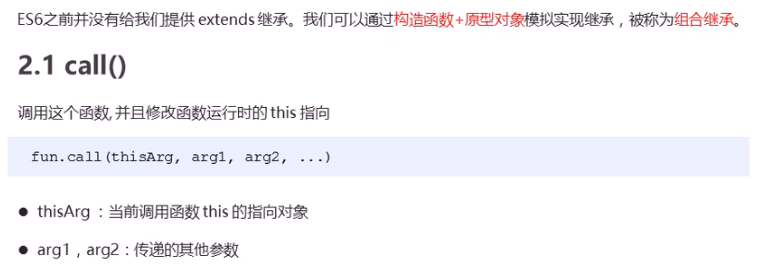 ES6之前并没有给我们提供 extends 继承。我们可以通过构造函数+原型对象模拟实现继承，被称为组合继承。
2.1 call()
调用这个函数, 并且修改函数运行时的 this 指向
fun.call(thisArg, arg1, arg2, ...)
● thisArg ：当前调用函数 this 的指向对象
● arg1，arg2：传递的其他参数